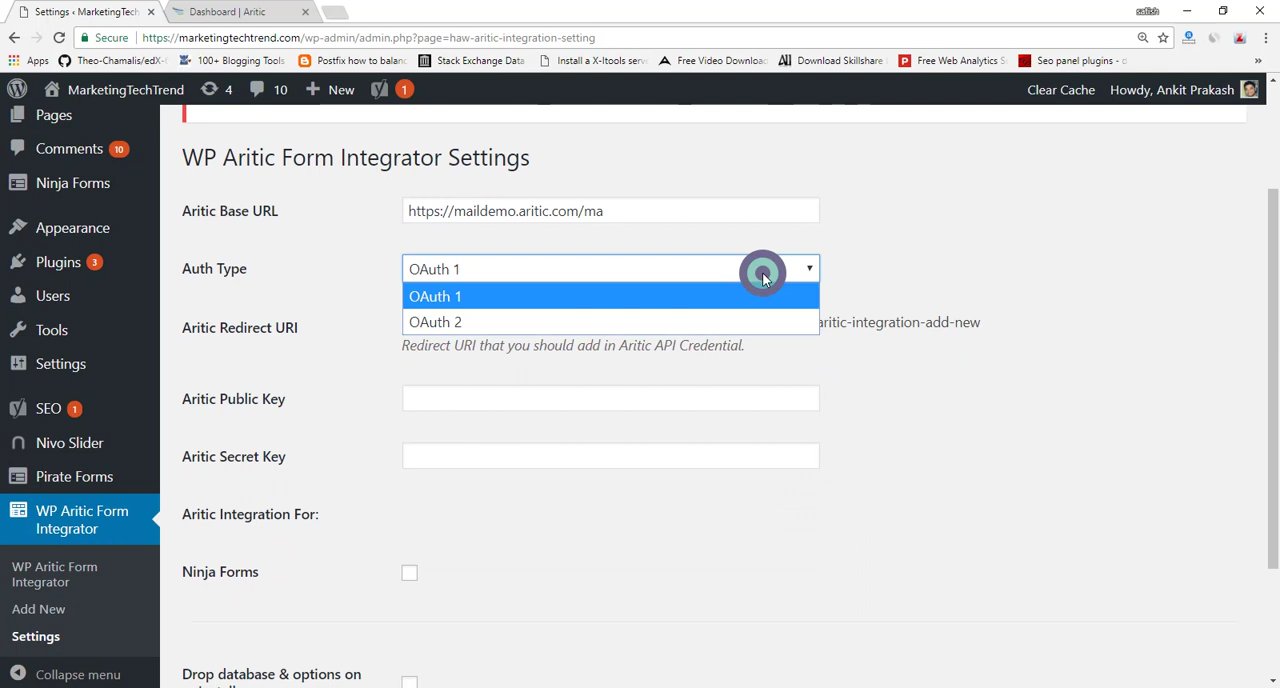 Settings ‹ MarketingTech
Dashboard | Aritic
satish
Secure
https://marketingtechtrend.com/wp-admin/admin.php?page=haw-aritic-integration-setting
Apps
Theo-Chamalis/edX-
100+ Blogging Tools
Postfix how to balanc
Stack Exchange Data
Install a X-Itools serv
Free Video Download
Download Skillshare
Free Web Analytics S
Seo panel plugins - d
»
MarketingTechTrend
4
10
New
1
Clear Cache
Howdy, Ankit Prakash
Pages
Comments 10
Ninja Forms
Appearance
Plugins 3
Users
Tools
Settings
SEO 1
Nivo Slider
Pirate Forms
WP Aritic Form
Integrator
WP Aritic Form
Integrator
Add New
Settings
Collapse menu
WP Aritic Form Integrator Settings
Aritic Base URL
https://maildemo.aritic.com/ma
Auth Type
OAuth 1
OAuth 1
OAuth 2
Aritic Redirect URI
aritic-integration-add-new
Redirect URI that you should add in Aritic API Credential.
Aritic Public Key
Aritic Secret Key
Aritic Integration For:
Ninja Forms
Drop database & options on